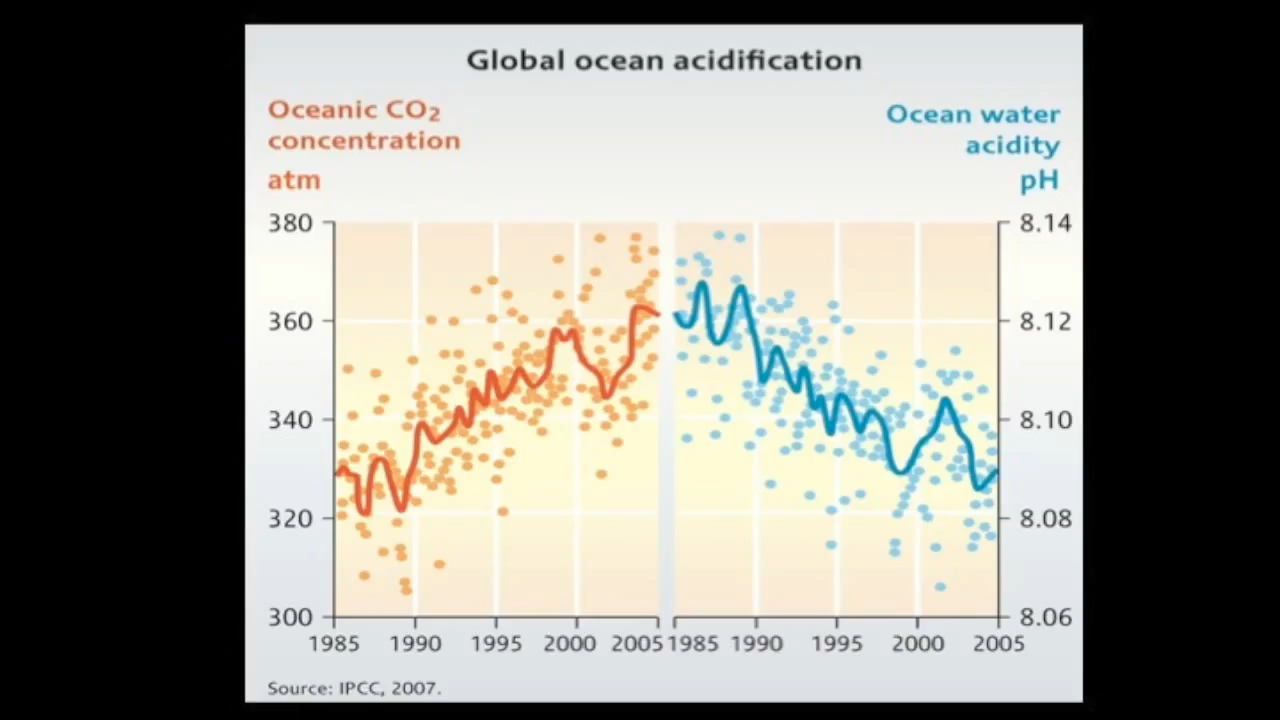 Global ocean acidification
Oceanic CO₂
concentration
atm
Ocean water
acidity
pH
380
360
340
320
300
8.14
8.12
8.10
8.08
8.06
1985 1990 1995 2000 2005
1985 1990 1995 2000 2005
Source: IPCC, 2007.